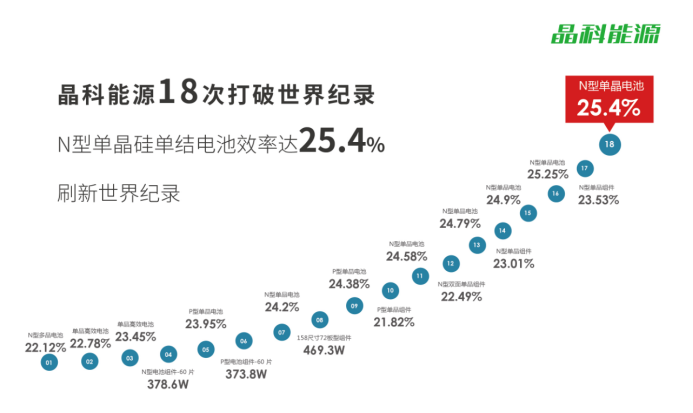 晶科能源
晶科能源18次打破世界纪录
N型单晶硅单结电池效率达25.4%
刷新世界纪录
N型多晶电池
22.12%
01
单晶高效电池
22.78%
02
单晶高效电池
23.45%
03
04
N型电池组件-60 片
378.6W
P型单晶电池
23.95%
05
06
P型电池组件-60 片
373.8W
N型单晶电池
24.2%
07
08
158尺寸72板型组件
469.3W
P型单晶电池
24.38%
09
10
P型单晶组件
21.82%
N型单晶电池
24.58%
11
12
N型双面单晶组件
22.49%
N型单晶电池
24.79%
13
14
N型单晶组件
23.01%
N型单晶电池
24.9%
15
16
N型单晶组件
23.53%
N型单晶电池
25.25%
17
N型单晶电池
25.4%
18